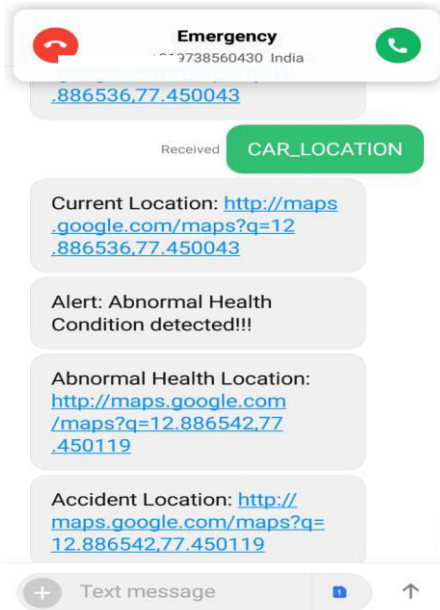 Emergency
9738560430 India
.886536,77.450043
Received
CAR_LOCATION
Current Location: http://maps
.google.com/maps?q=12
.886536,77.450043
Alert: Abnormal Health
Condition detected!!!
Abnormal Health Location:
http://maps.google.com
/maps?q=12.886542,77
.450119
Accident Location: http://
maps.google.com/maps?q=
12.886542,77.450119
Text message
1